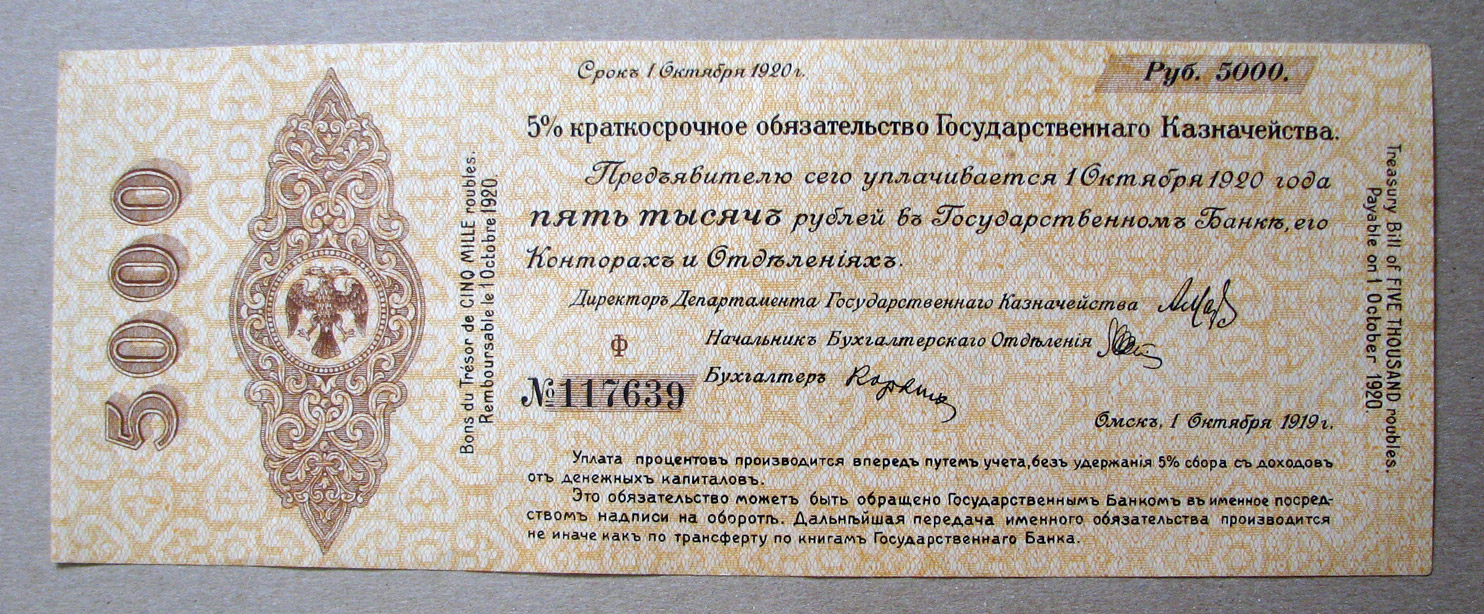 5000
Bons du Trésor de CINQ MILLE roubles.
Remboursable le 1 Octobre 1920.
Срокъ 1 Октября 1920 г.
Руб. 5000.
5% краткосрочное обязательство Государственнаго Казначейства.
Предъявителю сего уплачивается 1 Октября 1920 года
пять тысячъ рублей въ Государственномъ Банкѣ, его
Конторахъ и Отдѣленіяхъ.
Директоръ Департамента Государственнаго Казначейства
Начальникъ Бухгалтерскаго Отдѣленія
Ф
Бухгалтеръ
№117639
Омскъ, 1 Октября 1919 г.
Уплата процентовъ производится впередъ путемъ учета, безъ удержанія 5% сбора съ доходовъ
отъ денежныхъ капиталовъ.
Это обязательство можетъ быть обращено Государственнымъ Банкомъ въ именное посред-
ствомъ надписи на оборотѣ. Дальнѣйшая передача именного обязательства производится
не иначе какъ по трансферту по книгамъ Государственнаго Банка.
Treasury Bill of FIVE THOUSAND roubles.
Payable on 1 October 1920.